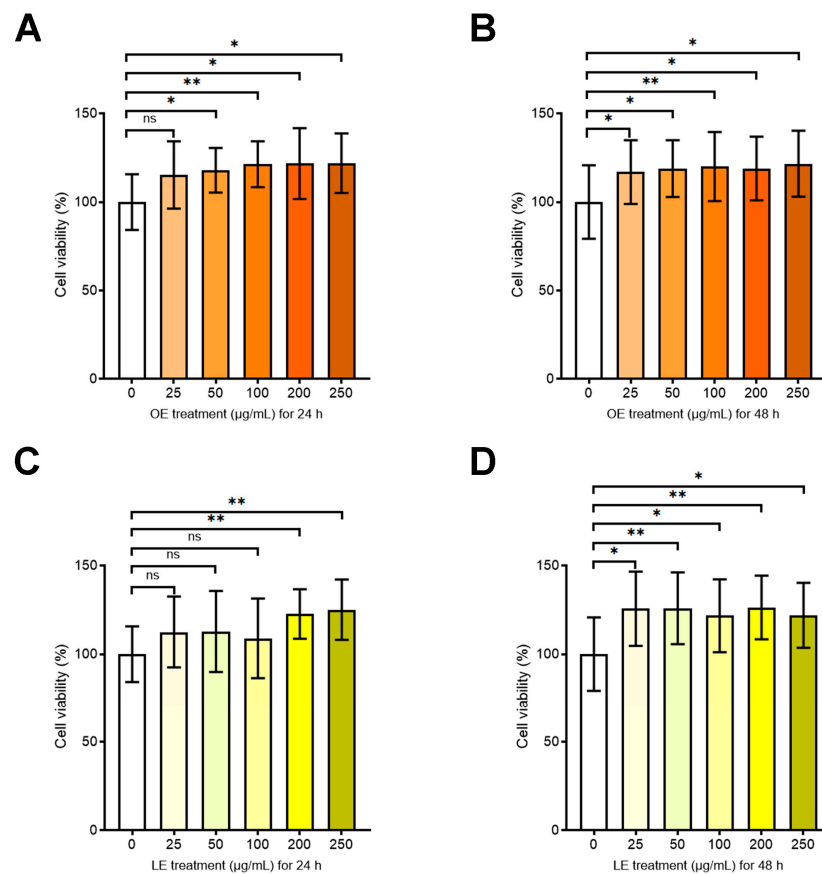 A
B
*
*
**
*
ns
*
*
**
*
*
150
100
50
0
Cell viability (%)
0 25 50 100 200 250
OE treatment (µg/mL) for 24 h
150
100
50
0
Cell viability (%)
0 25 50 100 200 250
OE treatment (µg/mL) for 48 h
C
D
**
**
ns
ns
ns
*
**
*
**
*
150
100
50
0
Cell viability (%)
0 25 50 100 200 250
LE treatment (µg/mL) for 24 h
150
100
50
0
Cell viability (%)
0 25 50 100 200 250
LE treatment (µg/mL) for 48 h